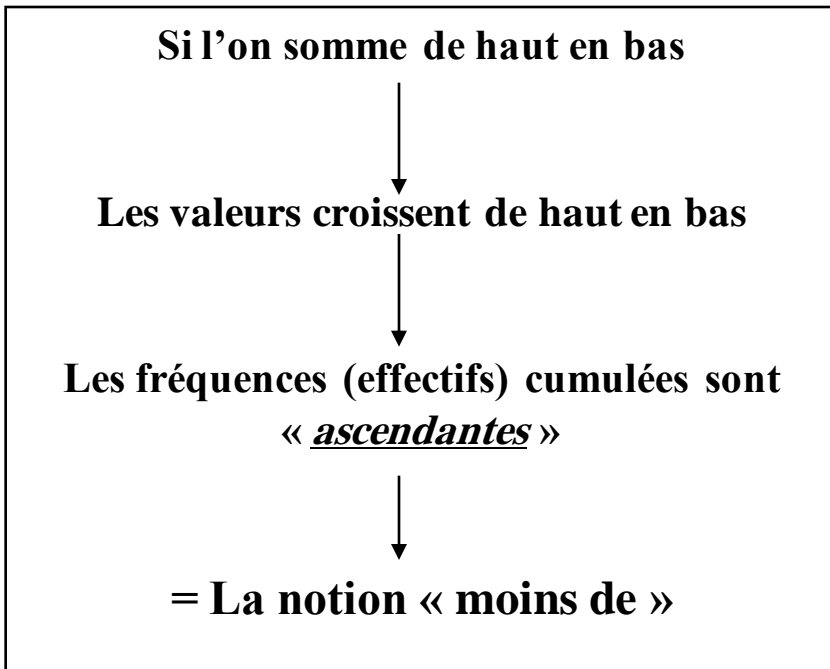 Si l’on somme de haut en bas
Les valeurs croissent de haut en bas
Les fréquences (effectifs) cumulées sont
« ascendantes »
= La notion « moins de »